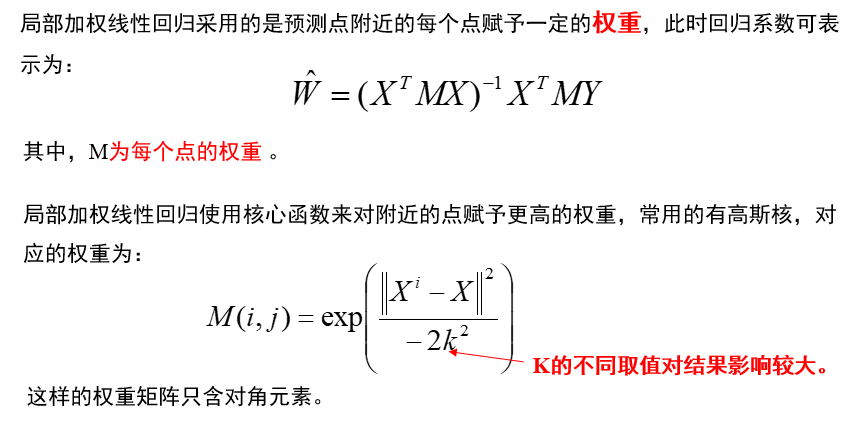 局部加权线性回归采用的是预测点附近的每个点赋予一定的权重，此时回归系数可表
示为：
Ŵ = (X^T MX)^{-1} X^T MY
其中，M为每个点的权重 。
局部加权线性回归使用核心函数来对附近的点赋予更高的权重，常用的有高斯核，对
应的权重为：
M(i, j) = exp( ‖X^i − X‖^2 / −2k^2 )
K的不同取值对结果影响较大。
这样的权重矩阵只含对角元素。